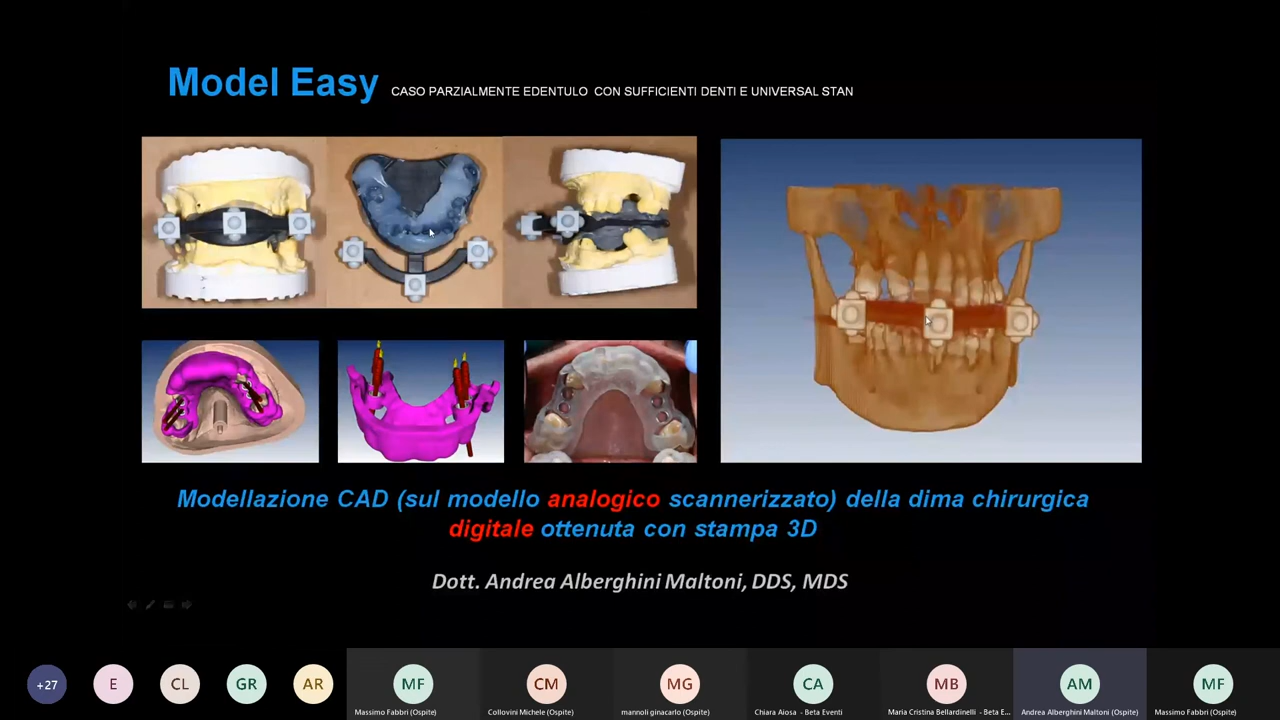 Model Easy CASO PARZIALMENTE EDENTULO CON SUFFICIENTI DENTI E UNIVERSAL STAN
Modellazione CAD (sul modello analogico scannerizzato) della dima chirurgica
digitale ottenuta con stampa 3D
Dott. Andrea Alberghini Maltoni, DDS, MDS
+27 E CL GR AR MF CM MG CA MB AM MF
Massimo Fabbri (Ospite) Collovini Michele (Ospite) mannoli ginacarlo (Ospite) Chiara Aiosa - Beta Eventi Maria Cristina Bellardinelli - Beta E... Andrea Alberghini Maltoni (Ospite) Massimo Fabbri (Ospite)